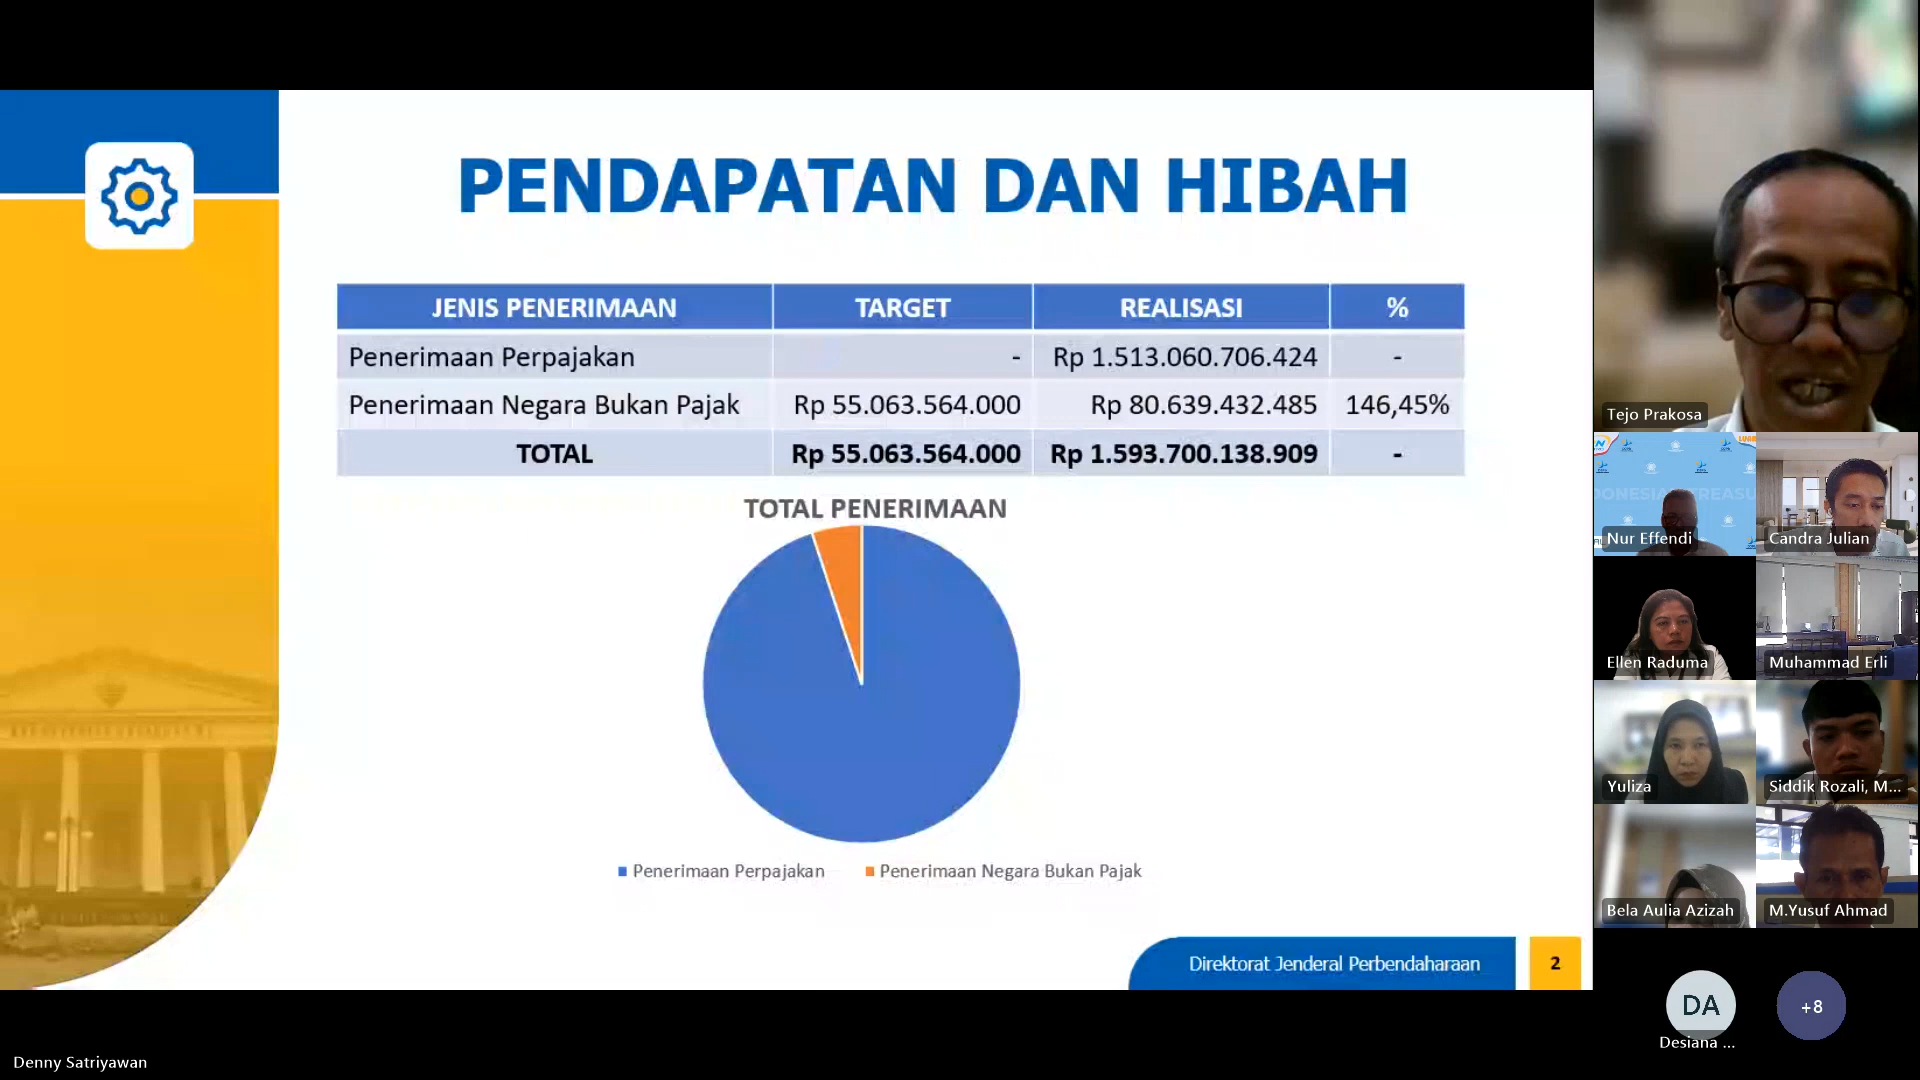 PENDAPATAN DAN HIBAH
JENIS PENERIMAAN TARGET REALISASI %
Penerimaan Perpajakan - Rp 1.513.060.706.424 -
Penerimaan Negara Bukan Pajak Rp 55.063.564.000 Rp 80.639.432.485 146,45%
TOTAL Rp 55.063.564.000 Rp 1.593.700.138.909 -
TOTAL PENERIMAAN
Penerimaan Perpajakan Penerimaan Negara Bukan Pajak
Direktorat Jenderal Perbendaharaan 2
Denny Satriyawan
Tejo Prakosa
Nur Effendi
Candra Julian
Ellen Raduma
Muhammad Erli
Yuliza
Siddik Rozali, M...
Bela Aulia Azizah
M.Yusuf Ahmad
DA
Desiana ...
+8